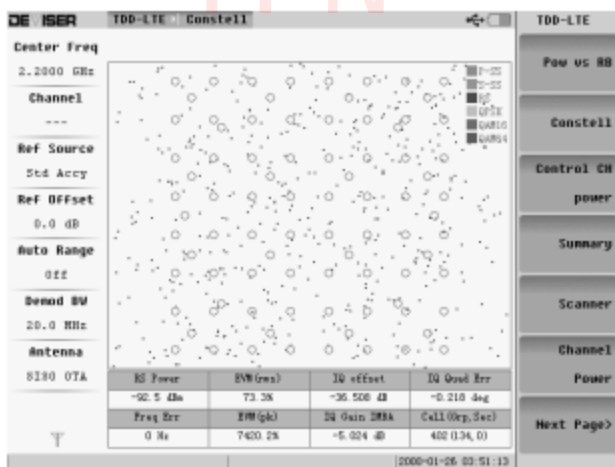 DEVISER TDD-LTE Constell TDD-LTE
Center Freq
2.2000 GHz
Channel
---
Ref Source
Std Accy
Ref Offset
0.0 dB
Auto Range
Off
Demod BW
20.0 MHz
Antenna
SISO OTA
P-SS
S-SS
RS
QPSK
QAM16
QAM64
RS Power EVM(rms) IQ offset IQ Quad Err
-92.5 dBm 73.3% -36.508 dB -0.218 deg
Freq Err EVM(pk) IQ Gain IMBA Cell(Grp,Sec)
0 Hz 7420.2% -5.024 dB 402(134,0)
2000-01-26 03:51:13
Pow vs RB
Constell
Control CH
power
Summary
Scanner
Channel
Power
Next Page>